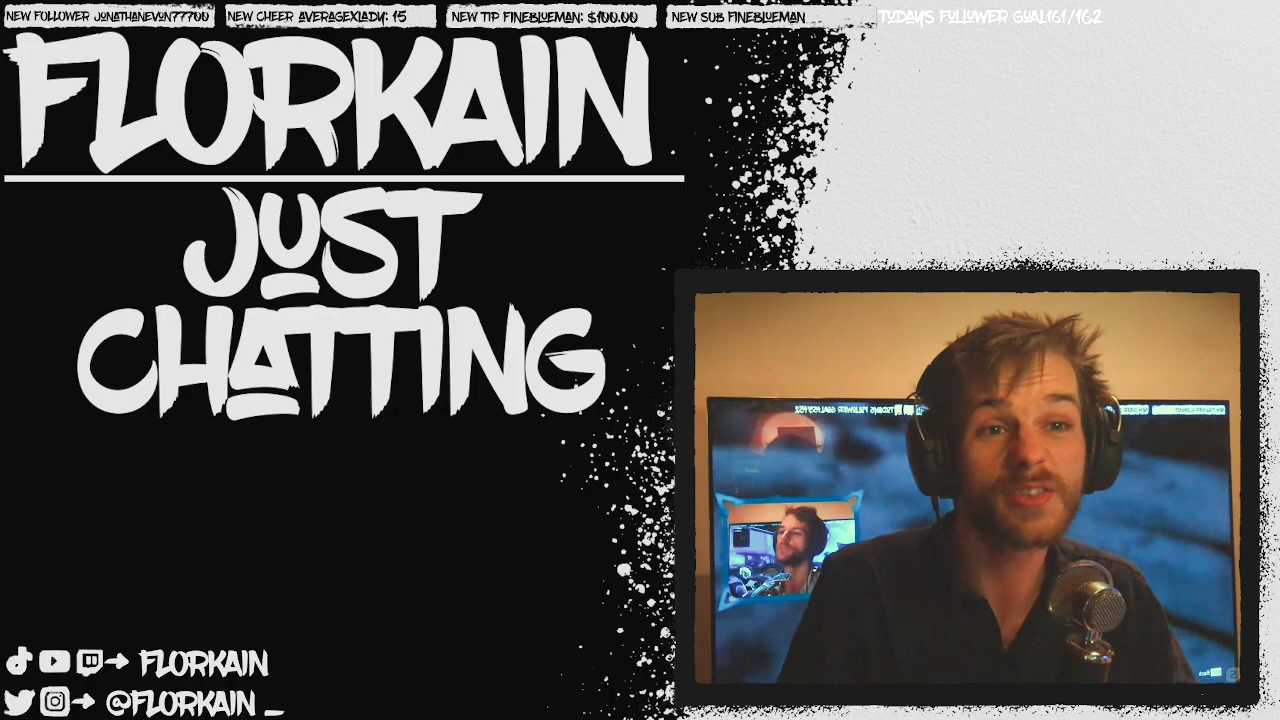 NEW FOLLOWER JONATHANEVON77700
NEW CHEER AVERAGEXLADY: 15
NEW TIP FINEBLUEMAN: $100.00
NEW SUB FINEBLUEMAN
TODAYS FOLLOWER GOAL161/162
FLORKAIN
JUST
CHATTING
FLORKAIN
@FLORKAIN_